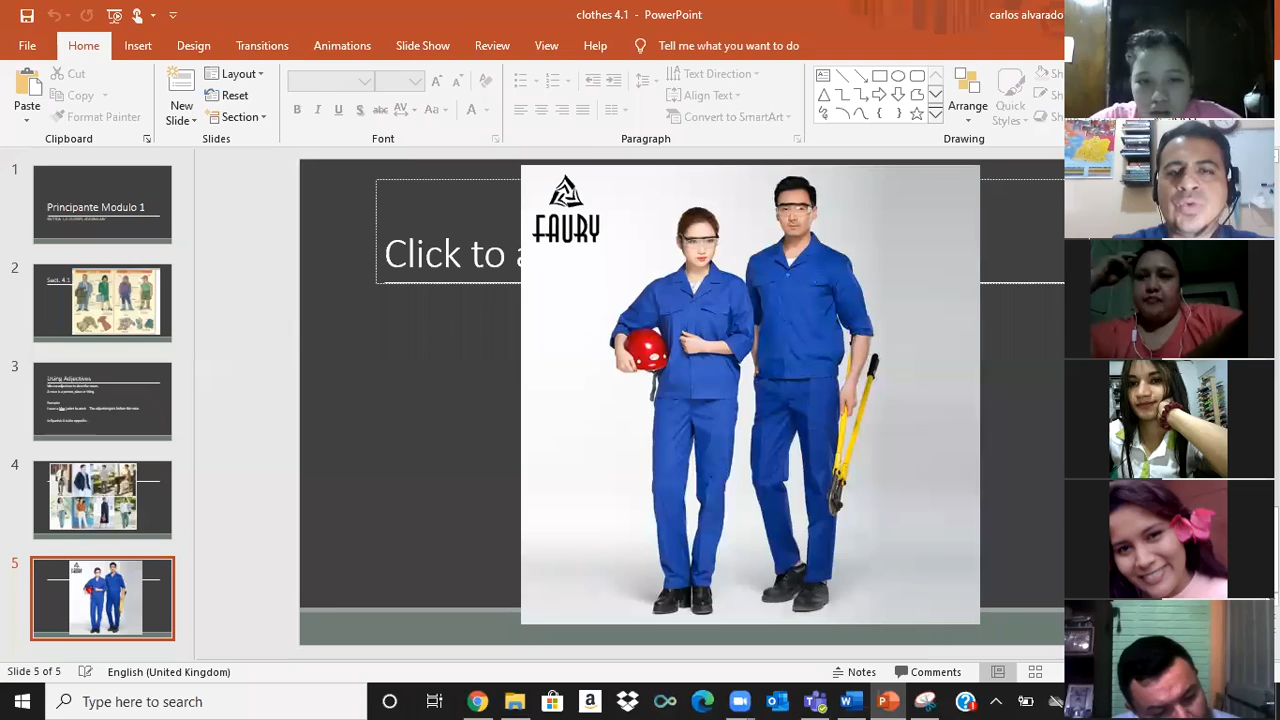 clothes 4.1 - PowerPoint
carlos alvarado
File Home Insert Design Transitions Animations Slide Show Review View Help Tell me what you want to do
Paste
Cut
Copy
Format Painter
Clipboard
New
Slide
Layout
Reset
Section
Slides
Font
Text Direction
Align Text
Convert to SmartArt
Paragraph
Arrange
Quick
Styles
Drawing
1
Principante Modulo 1
2
Sect. 4.1
3
Using Adjectives
4
5
Click to a
FAURY
Slide 5 of 5
English (United Kingdom)
Notes
Comments
Type here to search